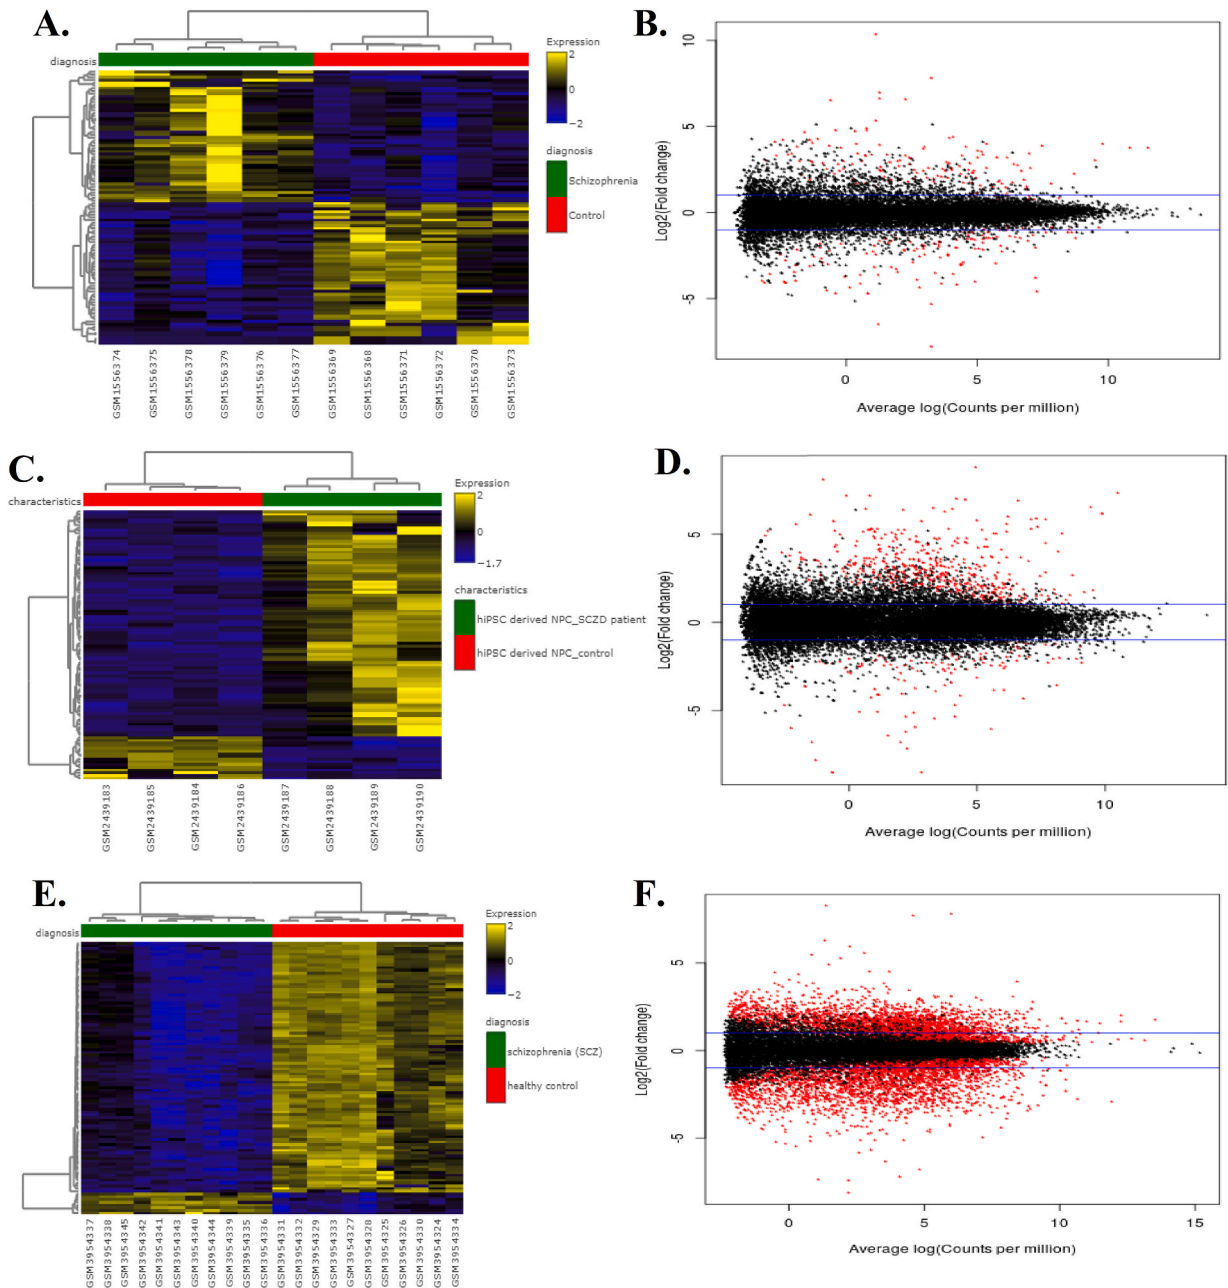 A.
Expression
2
0
−2
diagnosis
diagnosis
Schizophrenia
Control
GSM1556374
GSM1556375
GSM1556378
GSM1556379
GSM1556376
GSM1556377
GSM1556369
GSM1556368
GSM1556371
GSM1556372
GSM1556370
GSM1556373
B.
Log2(Fold change)
10
5
0
-5
0
5
10
Average log(Counts per million)
C.
Expression
2
0
−1.7
characteristics
characteristics
hiPSC derived NPC_SCZD patient
hiPSC derived NPC_control
GSM2439183
GSM2439185
GSM2439184
GSM2439186
GSM2439187
GSM2439188
GSM2439189
GSM2439190
D.
Log2(Fold change)
5
0
-5
0
5
10
Average log(Counts per million)
E.
Expression
2
0
−2
diagnosis
diagnosis
schizophrenia (SCZ)
healthy control
GSM3954337
GSM3954338
GSM3954345
GSM3954342
GSM3954341
GSM3954343
GSM3954340
GSM3954344
GSM3954339
GSM3954335
GSM3954336
GSM3954331
GSM3954332
GSM3954329
GSM3954333
GSM3954327
GSM3954328
GSM3954325
GSM3954326
GSM3954330
GSM3954324
GSM3954334
F.
Log2(Fold change)
5
0
-5
0
5
10
15
Average log(Counts per million)